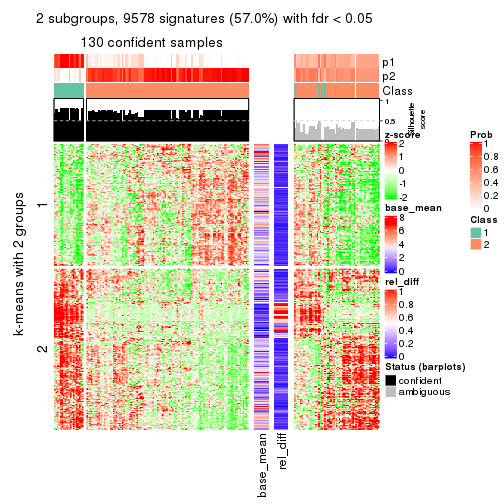 2 subgroups, 9578 signatures (57.0%) with fdr < 0.05
130 confident samples
p1
p2
Class
1
0.5
0
Silhouette
score
k-means with 2 groups
1
2
base_mean
rel_diff
z-score
2
1
0
-1
-2
base_mean
8
6
4
2
0
rel_diff
1
0.8
0.6
0.4
0.2
0
Status (barplots)
confident
ambiguous
Prob
1
0.8
0.6
0.4
0.2
0
Class
1
2